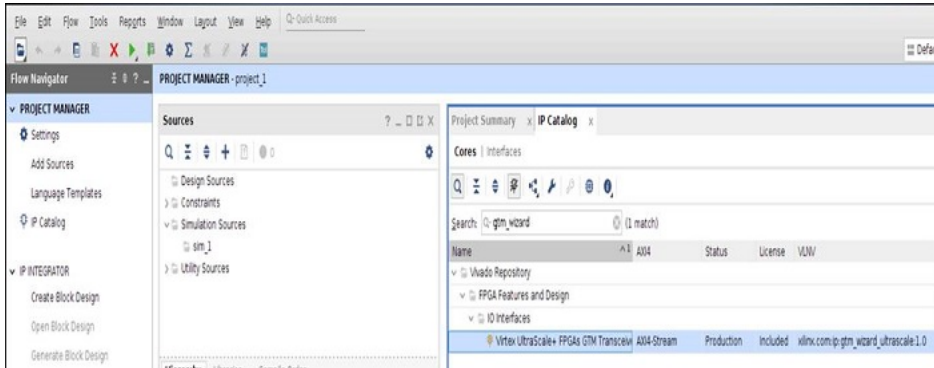 File Edit Flow Tools Reports Window Layout View Help Q- Quick Access
Defa
Flow Navigator
PROJECT MANAGER - project_1
PROJECT MANAGER
Settings
Add Sources
Language Templates
IP Catalog
IP INTEGRATOR
Create Block Design
Open Block Design
Generate Block Design
Sources
0
Design Sources
Constraints
Simulation Sources
sim_1
Utility Sources
Project Summary x IP Catalog x
Cores | Interfaces
Search: Q- gtm_wizard (1 match)
Name ^1 AXI4 Status License VLNV
Vivado Repository
FPGA Features and Design
IO Interfaces
Virtex UltraScale+ FPGAs GTM Transceive AXI4-Stream Production Included xilinx.com:ip:gtm_wizard_ultrascale:1.0